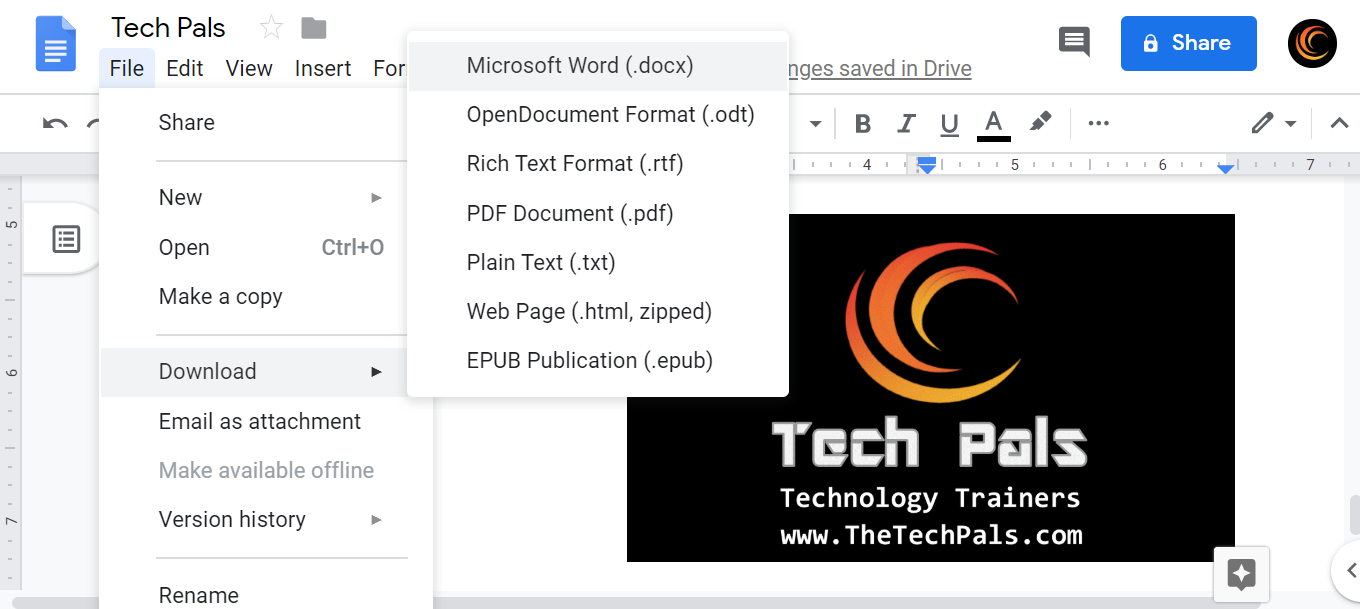 Tech Pals
File Edit View Insert For
nges saved in Drive
Share
B I U A
4 5 6 7
5
6
7
Share
New
Open Ctrl+O
Make a copy
Download
Email as attachment
Make available offline
Version history
Rename
Microsoft Word (.docx)
OpenDocument Format (.odt)
Rich Text Format (.rtf)
PDF Document (.pdf)
Plain Text (.txt)
Web Page (.html, zipped)
EPUB Publication (.epub)
Tech Pals
Technology Trainers
www.TheTechPals.com